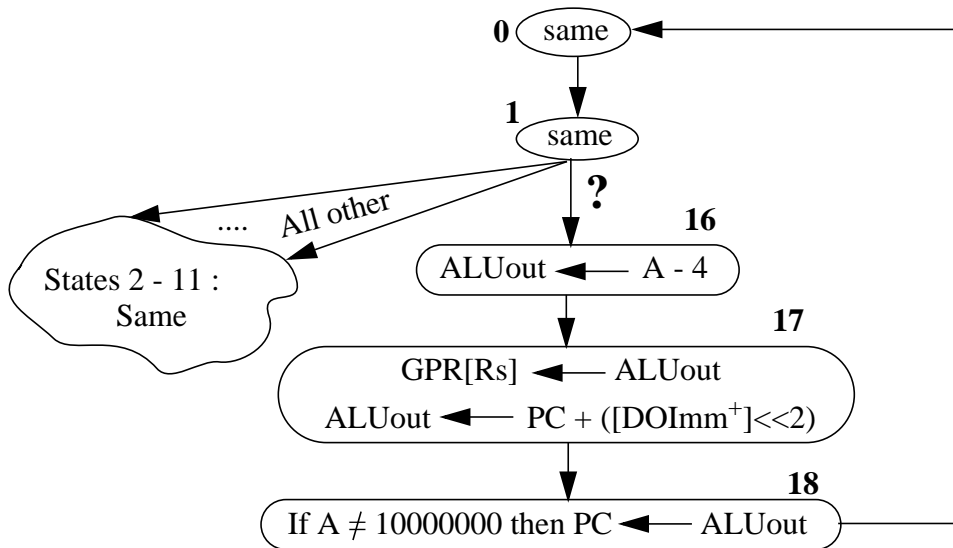 0 same
1
same
?
.... All other
States 2 - 11 :
Same
16
ALUout ← A - 4
17
GPR[Rs] ← ALUout
ALUout ← PC + ([DOImm⁺]<<2)
18
If A ≠ 10000000 then PC ← ALUout